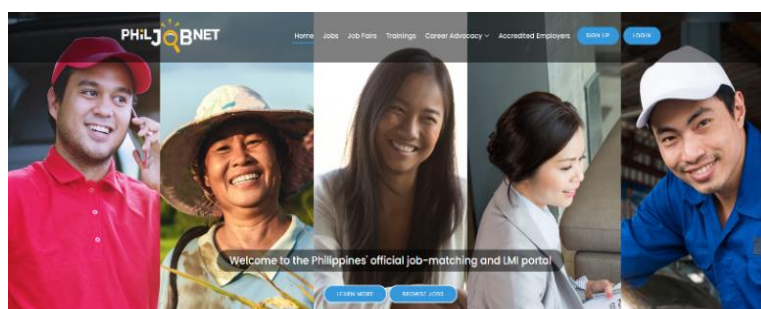 PHiLJOBNET
Home Jobs Job Fairs Trainings Career Advocacy Accredited Employers SIGN UP LOGIN
Welcome to the Philippines' official job-matching and LMI portal
LEARN MORE BROWSE JOBS